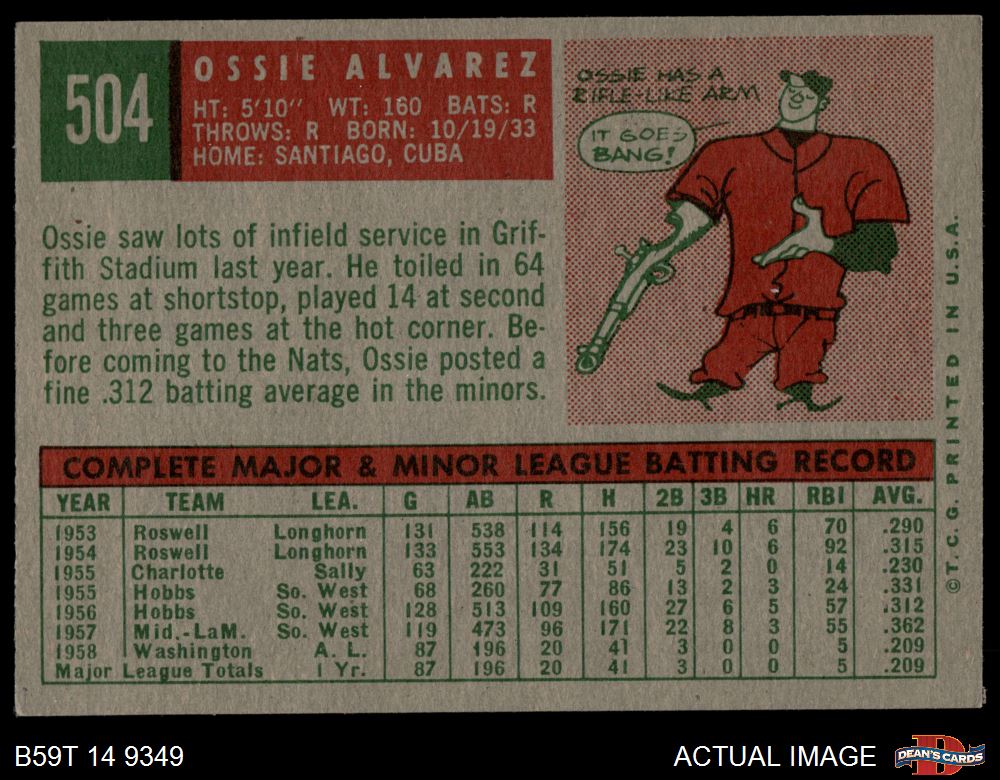 504
OSSIE ALVAREZ
HT: 5'10" WT: 160 BATS: R
THROWS: R BORN: 10/19/33
HOME: SANTIAGO, CUBA
OSSIE HAS A
RIFLE-LIKE ARM
IT GOES
BANG!
Ossie saw lots of infield service in Grif-
fith Stadium last year. He toiled in 64
games at shortstop, played 14 at second
and three games at the hot corner. Be-
fore coming to the Nats, Ossie posted a
fine .312 batting average in the minors.
COMPLETE MAJOR & MINOR LEAGUE BATTING RECORD
YEAR TEAM LEA. G AB R H 2B 3B HR RBI AVG.
1953 Roswell Longhorn 131 538 114 156 19 4 6 70 .290
1954 Roswell Longhorn 133 553 134 174 23 10 6 92 .315
1955 Charlotte Sally 63 222 31 51 5 2 0 14 .230
1955 Hobbs So. West 68 260 77 86 13 2 3 24 .331
1956 Hobbs So. West 128 513 109 160 27 6 5 57 .312
1957 Mid.-LaM. So. West 119 473 96 171 22 8 3 55 .362
1958 Washington A. L. 87 196 20 41 3 0 0 5 .209
Major League Totals 1 Yr. 87 196 20 41 3 0 0 5 .209
©T.C.G. PRINTED IN U.S.A.
B59T 14 9349
ACTUAL IMAGE
DEAN'S CARDS